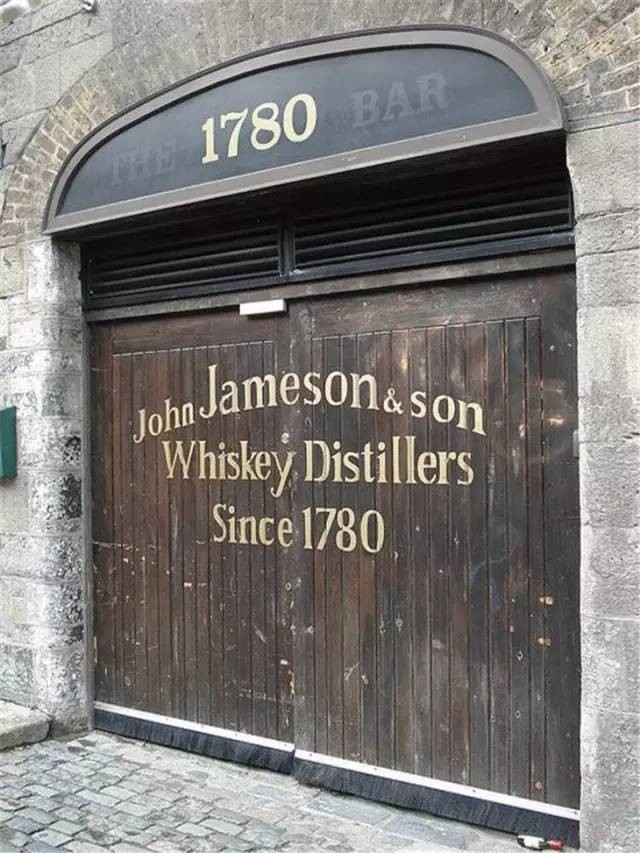 THE 1780 BAR
John Jameson & son
Whiskey Distillers
Since 1780